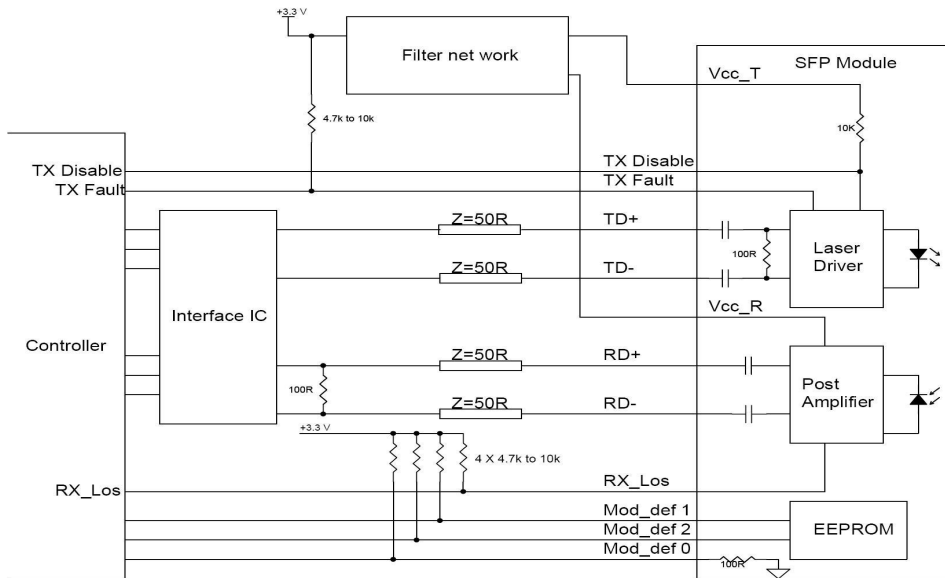 +3.3 V
Filter net work
SFP Module
Vcc_T
4.7k to 10k
10K
TX Disable
TX Disable
TX Fault
TX Fault
Z=50R
TD+
100R
Laser
Driver
Z=50R
TD-
Interface IC
Vcc_R
Controller
Z=50R
RD+
100R
Post
Amplifier
Z=50R
RD-
+3.3 V
4 X 4.7k to 10k
RX_Los
RX_Los
Mod_def 1
Mod_def 2
EEPROM
Mod_def 0
100R